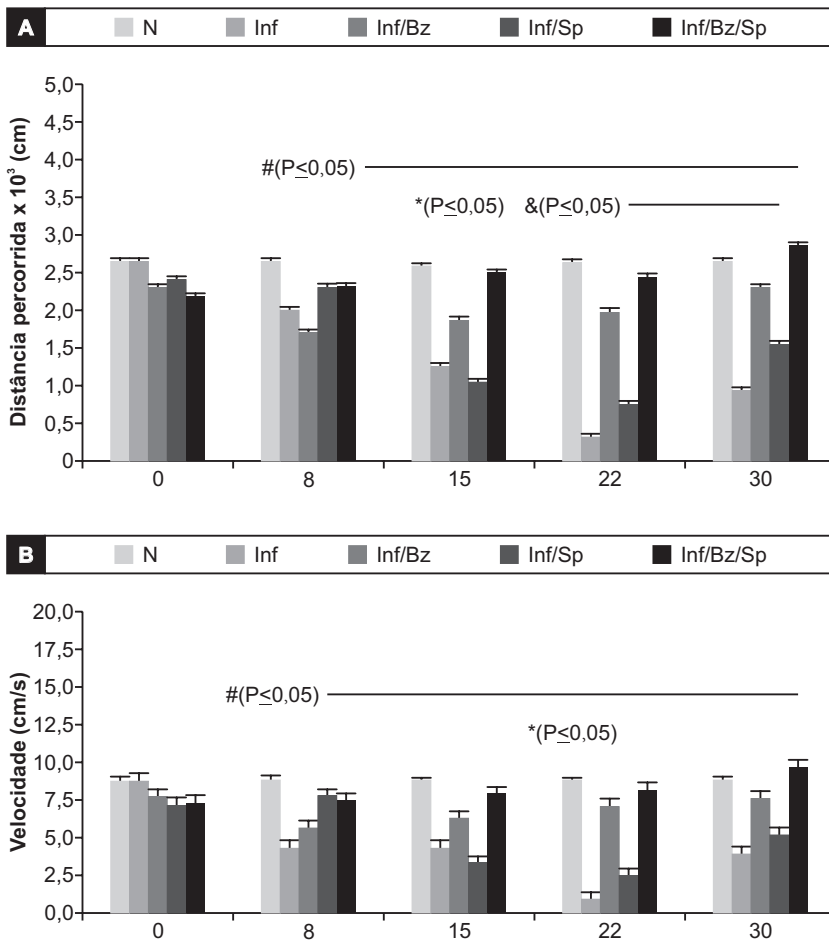 A N Inf Inf/Bz Inf/Sp Inf/Bz/Sp
Distância percorrida x 10³ (cm)
5,0
4,5
4,0
3,5
3,0
2,5
2,0
1,5
1,0
0,5
0
#(P≤0,05)
*(P≤0,05) &(P≤0,05)
0 8 15 22 30
B N Inf Inf/Bz Inf/Sp Inf/Bz/Sp
Velocidade (cm/s)
20,0
17,5
15,0
12,5
10,0
7,5
5,0
2,5
0,0
#(P≤0,05)
*(P≤0,05)
0 8 15 22 30